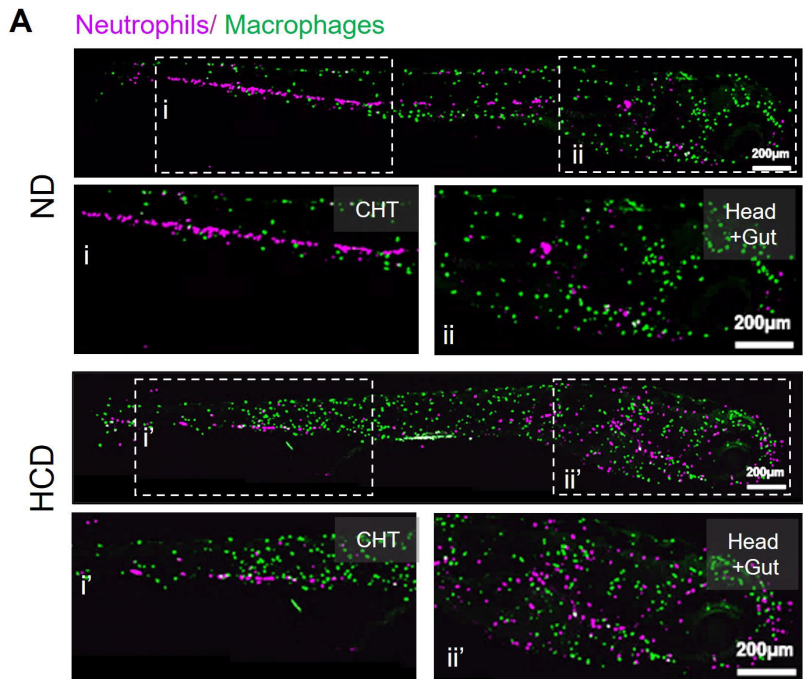 A
Neutrophils/ Macrophages
ND
i
ii
200µm
CHT
i
Head
+Gut
ii
200µm
HCD
i’
ii’
200µm
CHT
i’
Head
+Gut
ii’
200µm